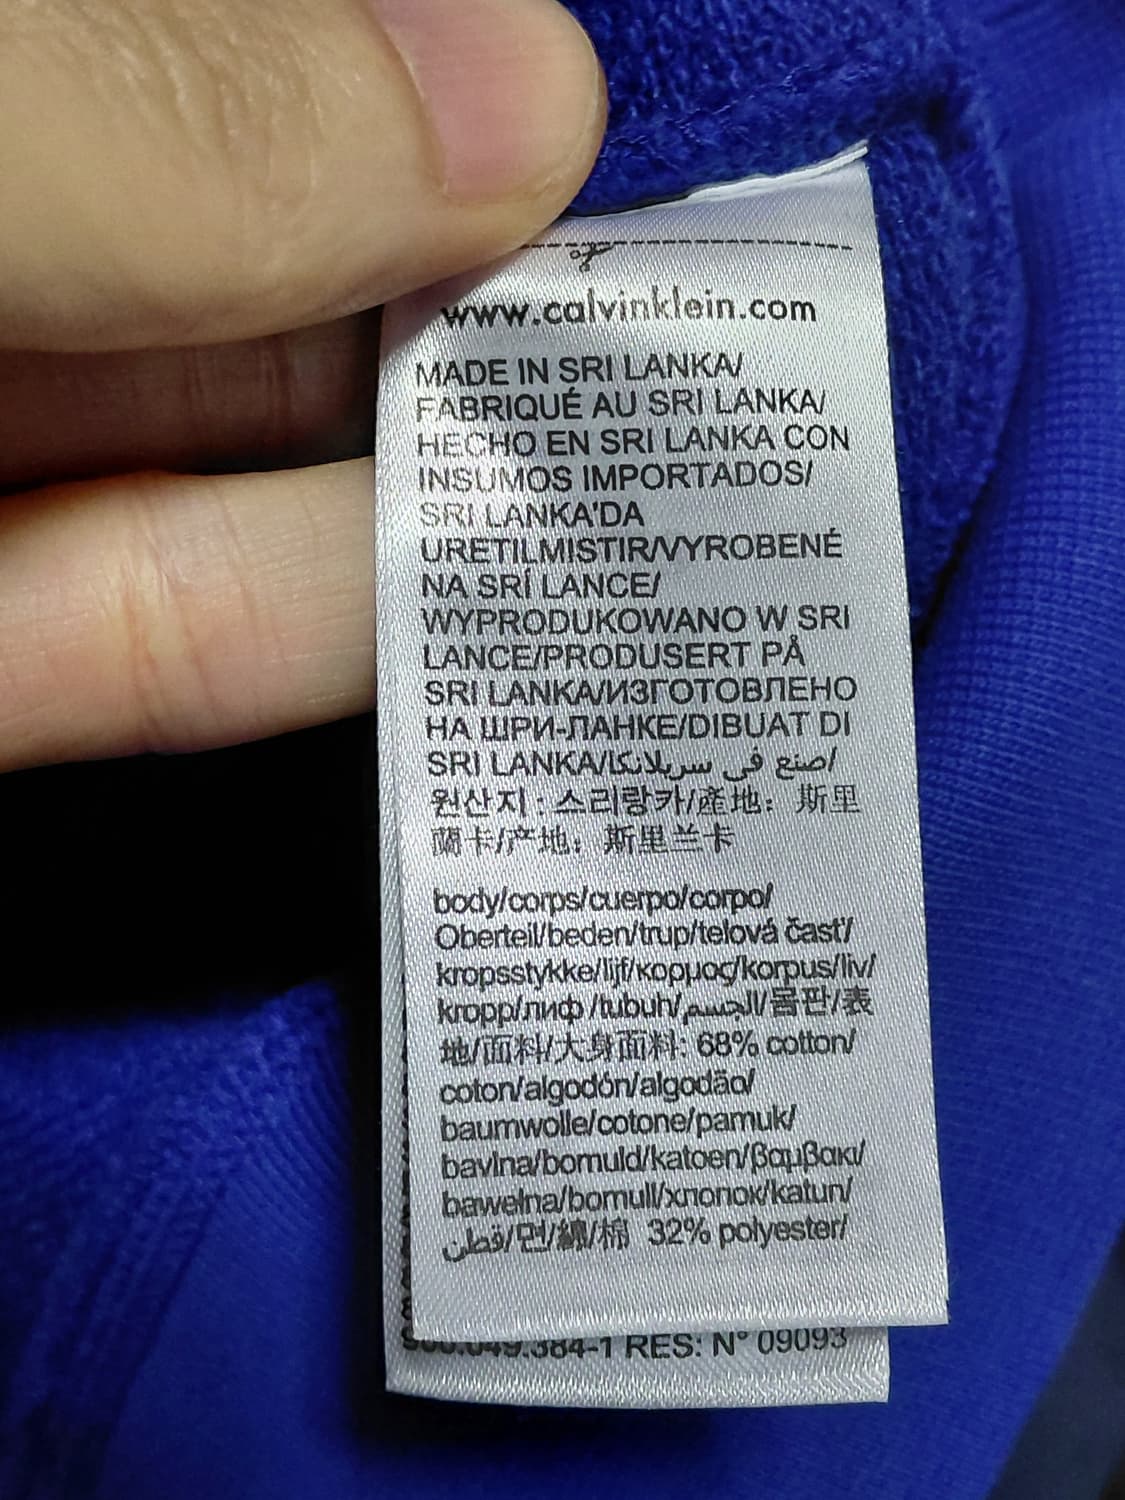 www.calvinklein.com
MADE IN SRI LANKA/
FABRIQUÉ AU SRI LANKA/
HECHO EN SRI LANKA CON
INSUMOS IMPORTADOS/
SRI LANKA'DA
URETILMISTIR/VYROBENÉ
NA SRÍ LANCE/
WYPRODUKOWANO W SRI
LANCE/PRODUSERT PÅ
SRI LANKA/ИЗГОТОВЛЕНО
НА ШРИ-ЛАНКЕ/DIBUAT DI
SRI LANKA/صنع في سريلانكا/
원산지 : 스리랑카/產地：斯里
蘭卡/产地：斯里兰卡
body/corps/cuerpo/corpo/
Oberteil/beden/trup/telová časť/
kropsstykke/lijf/κορμος/korpus/liv/
kropp/лиф /tubuh/الجسم/몸판/表
地/面料/大身面料: 68% cotton/
coton/algodón/algodão/
baumwolle/cotone/pamuk/
bavlna/bomuld/katoen/βαμβακι/
bawełna/bomull/хлопок/katun/
قطن/면/綿/棉 32% polyester/
900.049.384-1 RES: N° 09093